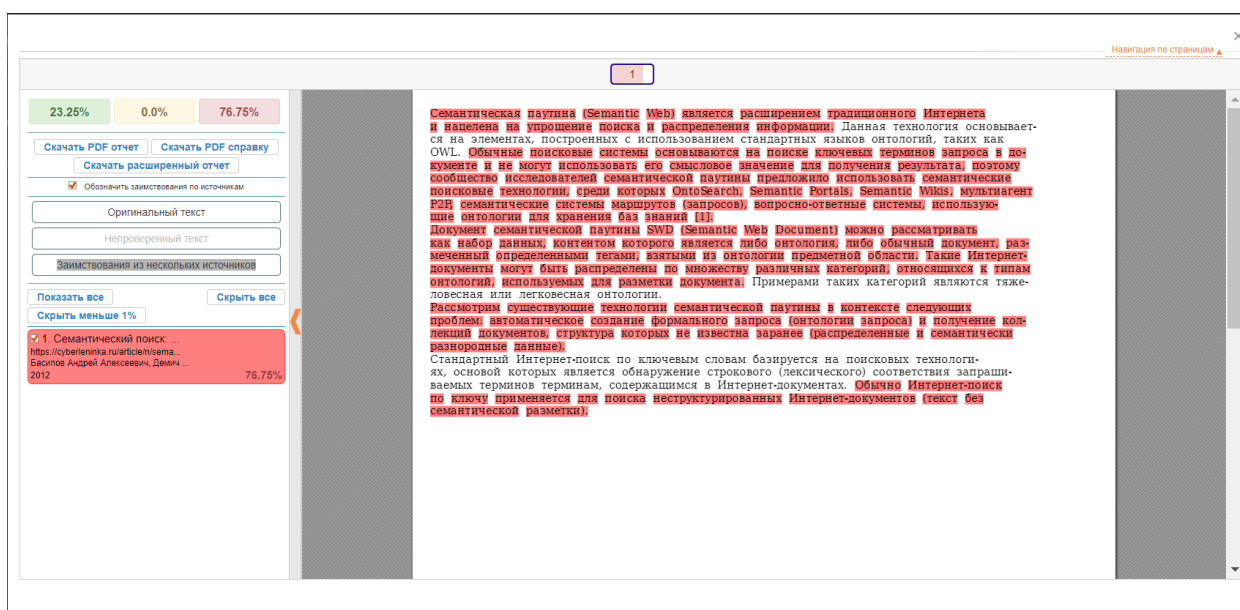 ×
Навигация по страницам ▲
1
23.25% 0.0% 76.75%
Скачать PDF отчет Скачать PDF справку
Скачать расширенный отчет
Обозначить заимствования по источникам
Оригинальный текст
Непроверенный текст
Заимствования из нескольких источников
Показать все Скрыть все
Скрыть меньше 1%
1. Семантический поиск: ...
https://cyberleninka.ru/article/n/sema...
Басипов Андрей Алексеевич, Демич ...
2012 76.75%
Семантическая паутина (Semantic Web) является расширением традиционного Интернета
и нацелена на упрощение поиска и распределения информации. Данная технология основывает-
ся на элементах, построенных с использованием стандартных языков онтологий, таких как
OWL. Обычные поисковые системы основываются на поиске ключевых терминов запроса в до-
кументе и не могут использовать его смысловое значение для получения результата, поэтому
сообщество исследователей семантической паутины предложило использовать семантические
поисковые технологии, среди которых OntoSearch, Semantic Portals, Semantic Wikis, мультиагент
P2P, семантические системы маршрутов (запросов), вопросно-ответные системы, использую-
щие онтологии для хранения баз знаний [1].
Документ семантической паутины SWD (Semantic Web Document) можно рассматривать
как набор данных, контентом которого является либо онтология, либо обычный документ, раз-
меченный определенными тегами, взятыми из онтологии предметной области. Такие Интернет-
документы могут быть распределены по множеству различных категорий, относящихся к типам
онтологий, используемых для разметки документа. Примерами таких категорий являются тяже-
ловесная или легковесная онтологии.
Рассмотрим существующие технологии семантической паутины в контексте следующих
проблем: автоматическое создание формального запроса (онтологии запроса) и получение кол-
лекций документов, структура которых не известна заранее (распределенные и семантически
разнородные данные).
Стандартный Интернет-поиск по ключевым словам базируется на поисковых технологи-
ях, основой которых является обнаружение строкового (лексического) соответствия запраши-
ваемых терминов терминам, содержащимся в Интернет-документах. Обычно Интернет-поиск
по ключу применяется для поиска неструктурированных Интернет-документов (текст без
семантической разметки).